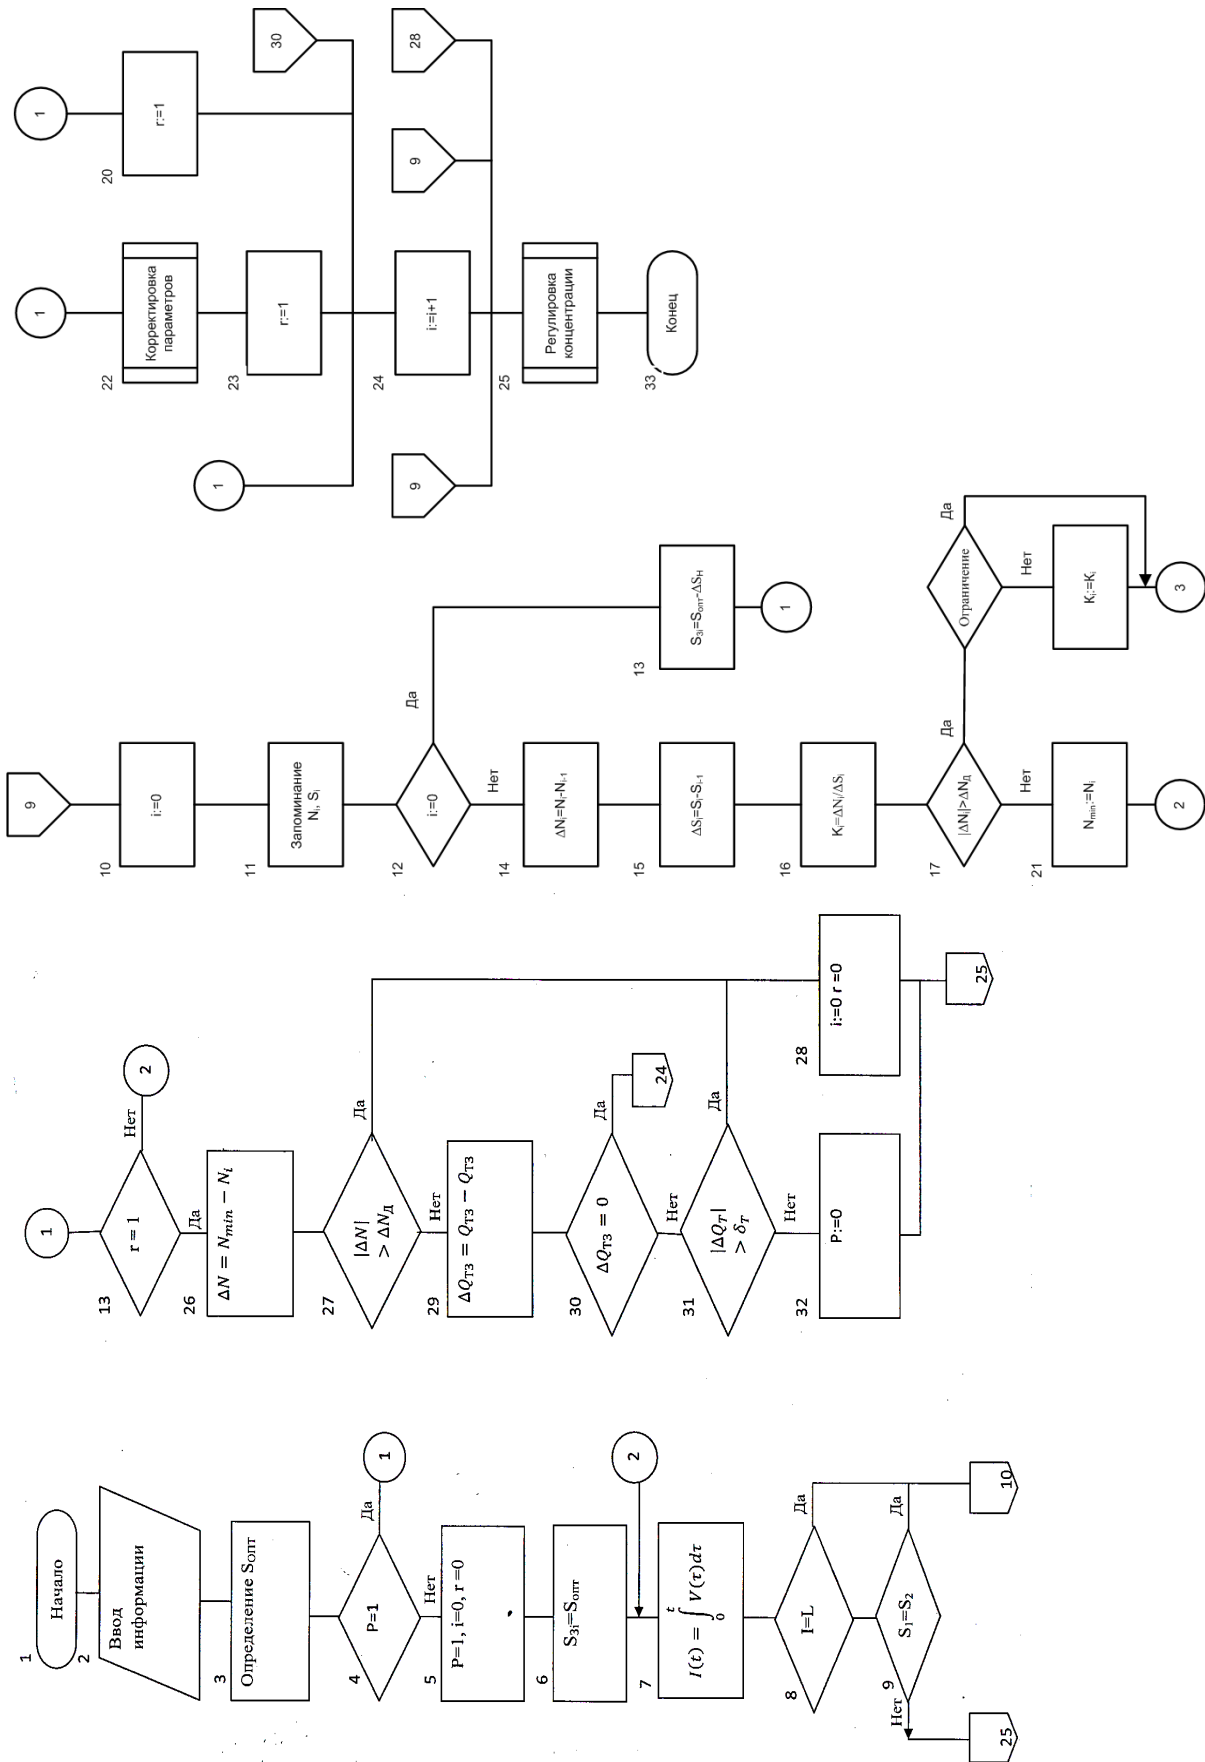 1
Начало
2
Ввод
информации
3
Определение Sопт
4
P=1
Да
1
Нет
5
P=1, i=0, r=0
6
S3i=Sопт
2
7
I(t) = ∫₀ᵗ V(τ)dτ
8
I=L
Да
9
S1=S2
Да
Нет
10
25
1
13
r = 1
Нет
2
Да
26
ΔN = Nmin − Ni
27
|ΔN|
> ΔNД
Да
Нет
29
ΔQТЗ = QТЗ − QТЗ
30
ΔQТЗ = 0
Да
24
Нет
31
|ΔQТ|
> δТ
Да
Нет
32
P:=0
28
i:=0 r =0
25
9
10
i:=0
11
Запоминание
Ni, Si
12
i:=0
Да
Нет
13
S3i=Sопт-ΔSН
1
14
ΔNi=Ni-Ni-1
15
ΔSi=Si-Si-1
16
Ki=ΔNi/ΔSi
17
|ΔNi|>ΔNД
Да
Ограничение
Да
Нет
Ki:=Ki
3
Нет
21
Nmin:=Ni
2
1
1
1
20
r:=1
30
22
Корректировка
параметров
23
r:=1
24
i:=i+1
9
9
28
25
Регулировка
концентрации
33
Конец